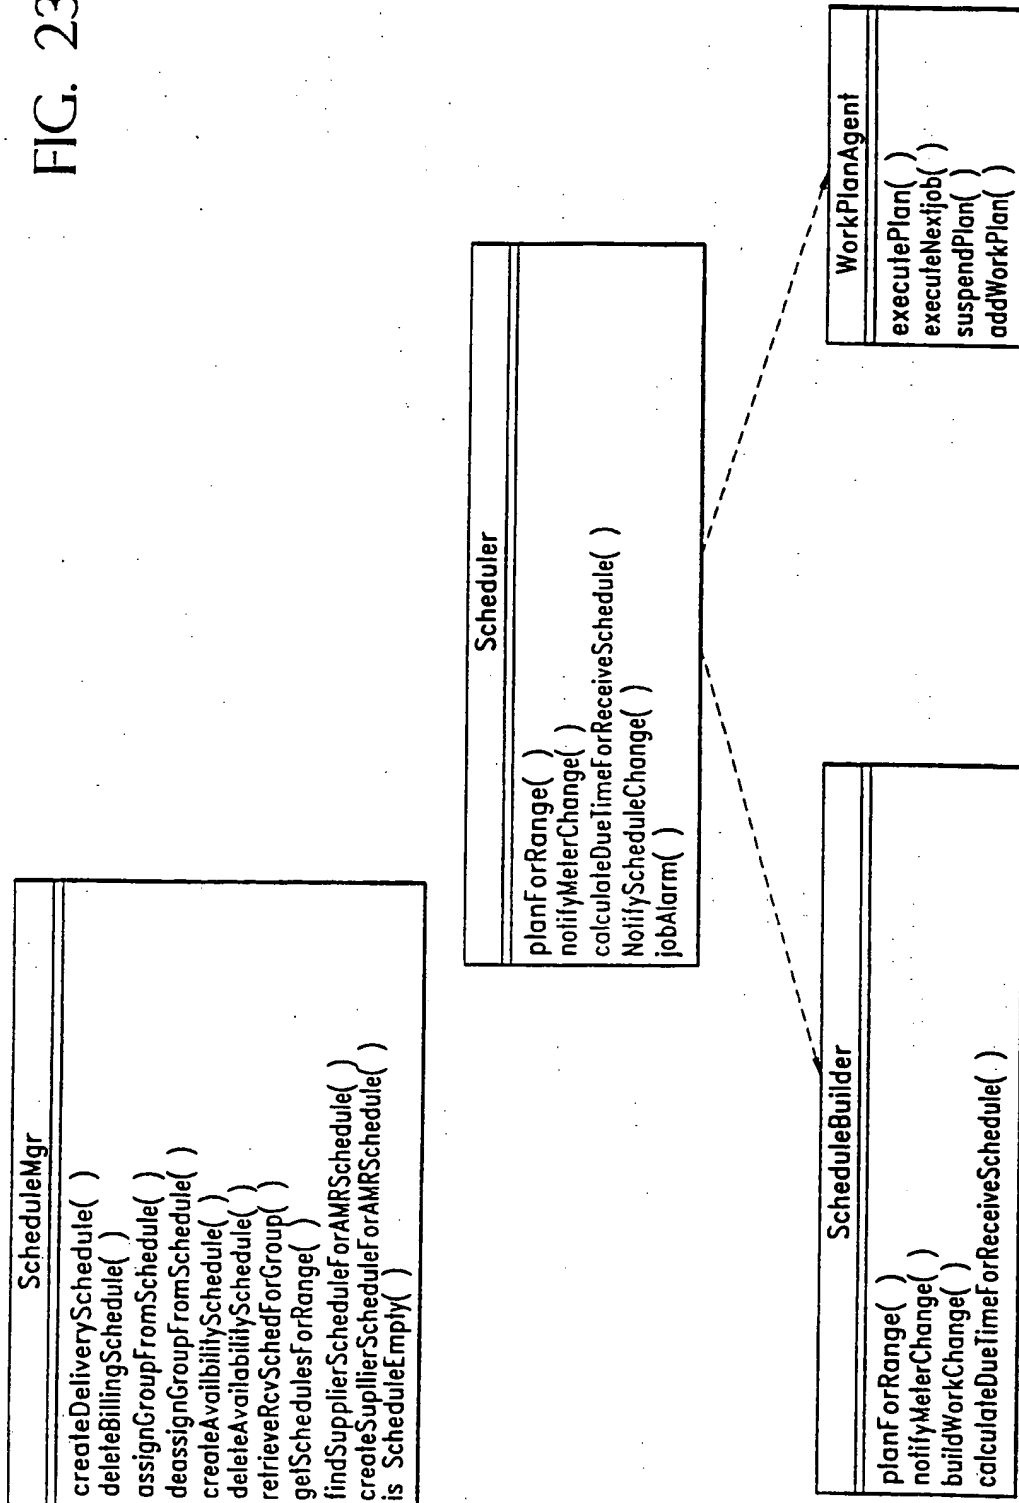 FIG. 23
ScheduleMgr
createDeliverySchedule( )
deleteBillingSchedule( )
assignGroupFromSchedule( )
deassignGroupFromSchedule( )
createAvailbilitySchedule( )
deleteAvailabilitySchedule( )
retrieveRcvSchedForGroup( )
getSchedulesForRange( )
findSupplierScheduleForAMRSchedule( )
createSupllierScheduleForAMRSchedule( )
is ScheduleEmpty( )
Scheduler
planForRange( )
notifyMeterChange( )
calculateDueTimeForReceiveSchedule( )
NotifyScheduleChange( )
jobAlarm( )
ScheduleBuilder
planForRange( )
notifyMeterChange( )
buildWorkChange( )
calculateDueTimeForReceiveSchedule( )
WorkPlanAgent
executePlan( )
executeNextjob( )
suspendPlan( )
addWorkPlan( )